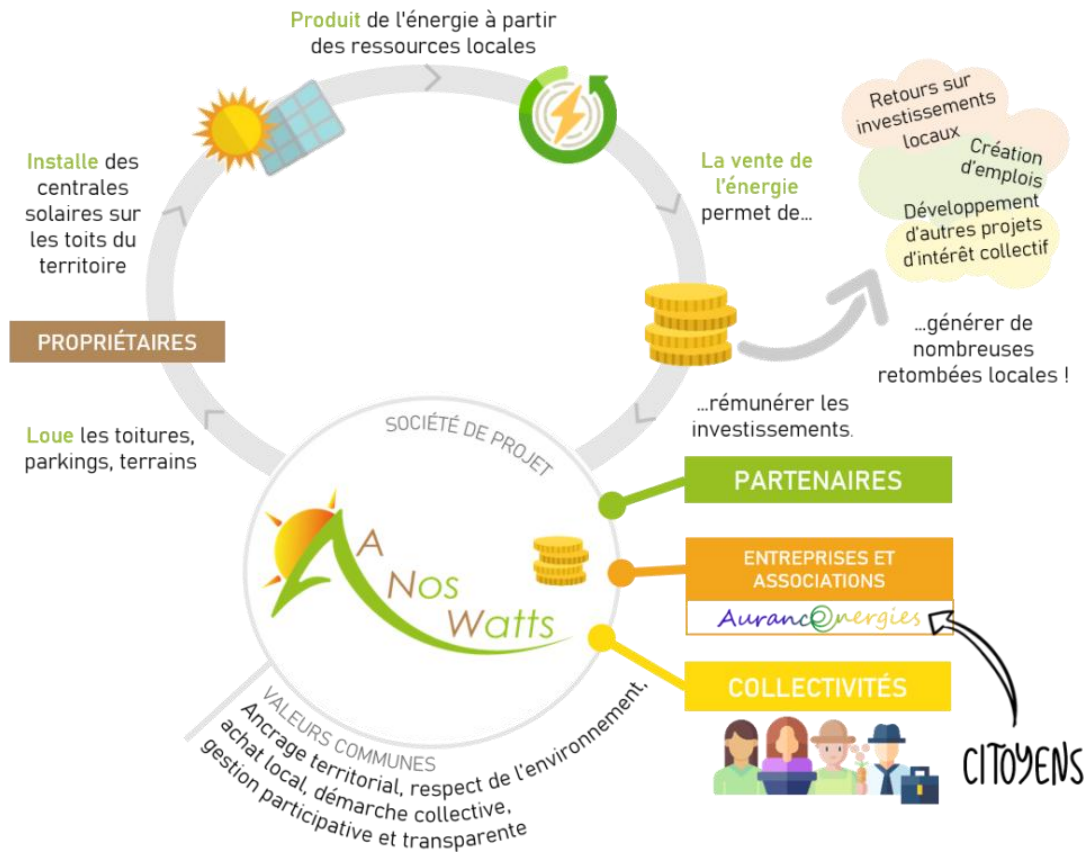 Produit de l'énergie à partir
des ressources locales
Retours sur
investissements
locaux
Création
d'emplois
Développement
d'autres projets
d'intérêt collectif
Installe des
centrales
solaires sur
les toits du
territoire
La vente de
l'énergie
permet de...
PROPRIÉTAIRES
...générer de
nombreuses
retombées locales !
...rémunérer les
investissements.
Loue les toitures,
parkings, terrains
SOCIÉTÉ DE PROJET
PARTENAIRES
A
Nos
Watts
ENTREPRISES ET
ASSOCIATIONS
Aurancenergies
COLLECTIVITÉS
CITOYENS
VALEURS COMMUNES
Ancrage territorial, respect de l'environnement,
achat local, démarche collective,
gestion participative et transparente